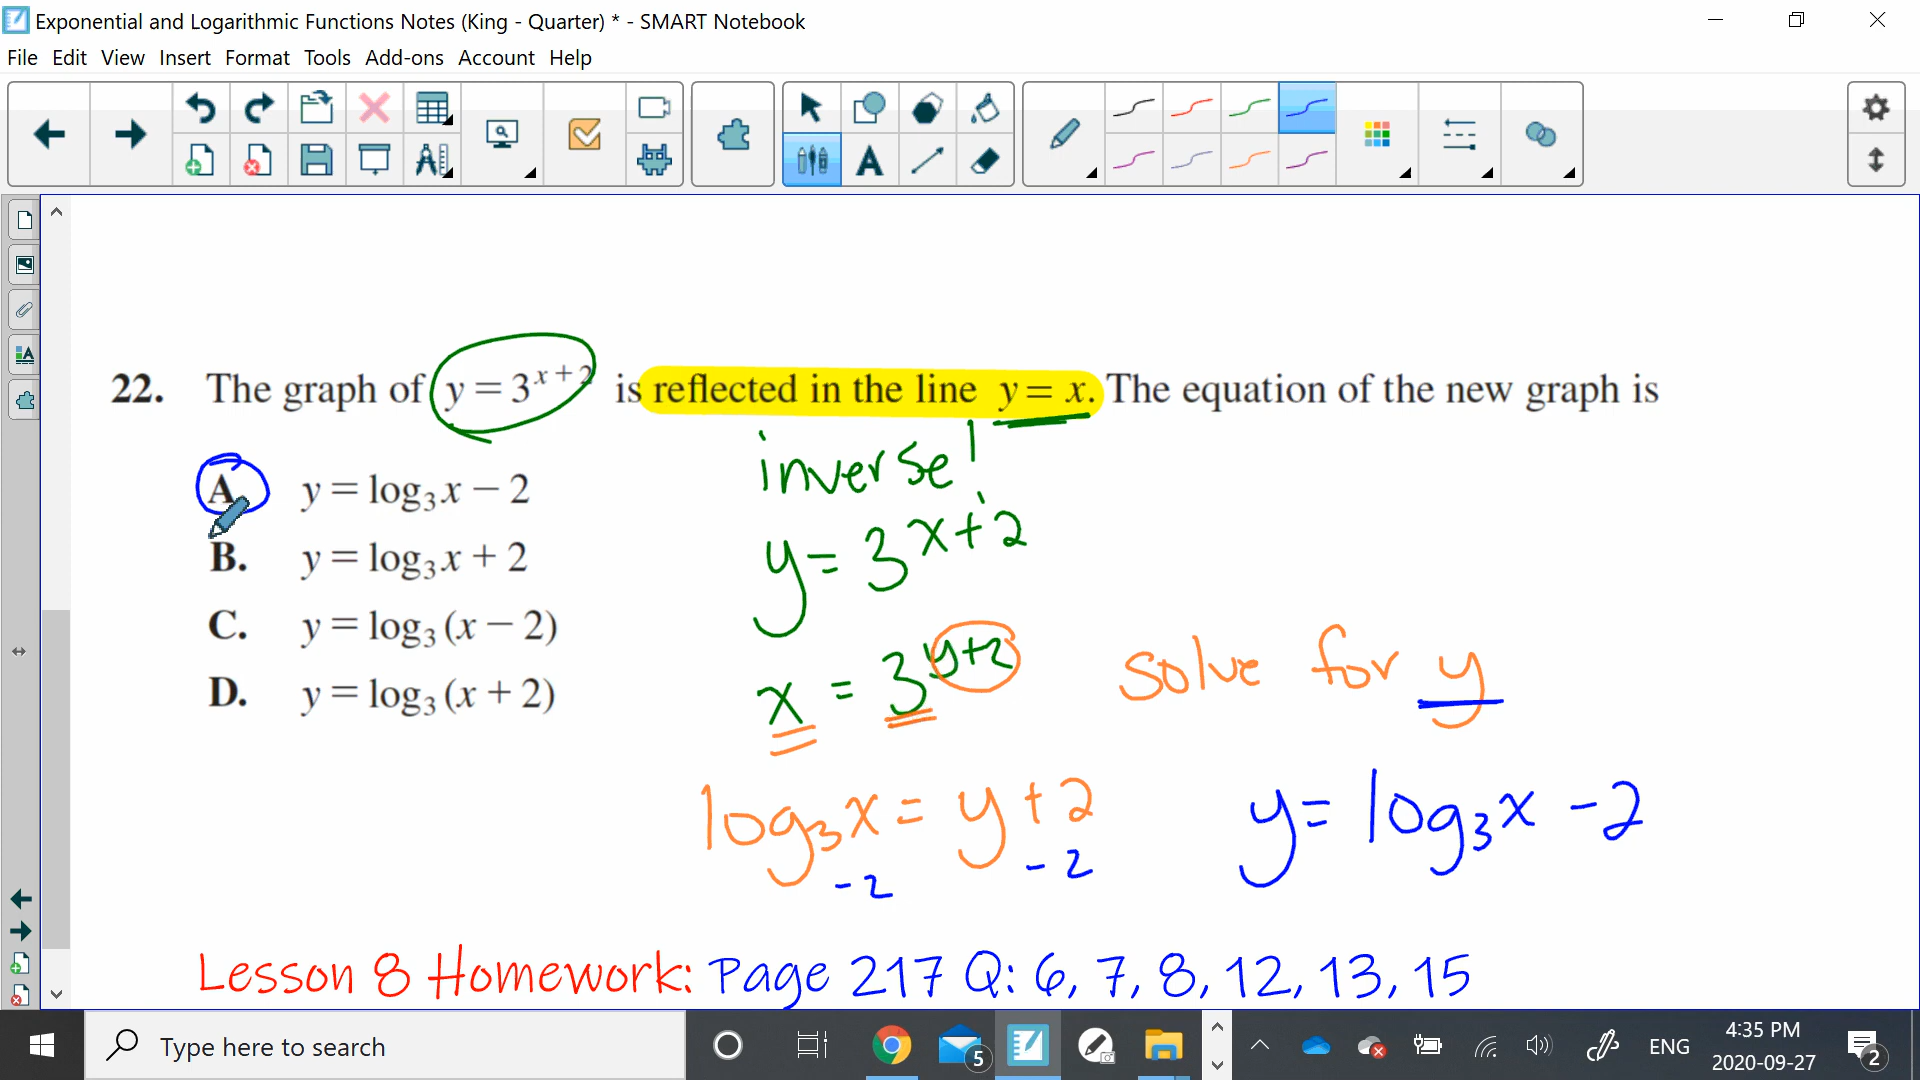 Exponential and Logarithmic Functions Notes (King - Quarter) * - SMART Notebook
File Edit View Insert Format Tools Add-ons Account Help
22. The graph of y = 3^{x + 2} is reflected in the line y = x. The equation of the new graph is
inverse!
A. y = log₃x − 2
B. y = log₃x + 2
C. y = log₃(x − 2)
D. y = log₃(x + 2)
y = 3^{x+2}
x = 3^{y+2} solve for y
log₃x = y + 2 y = log₃x - 2
-2 -2
Lesson 8 Homework: Page 217 Q: 6, 7, 8, 12, 13, 15
Type here to search
5
ENG
4:35 PM
2020-09-27
2